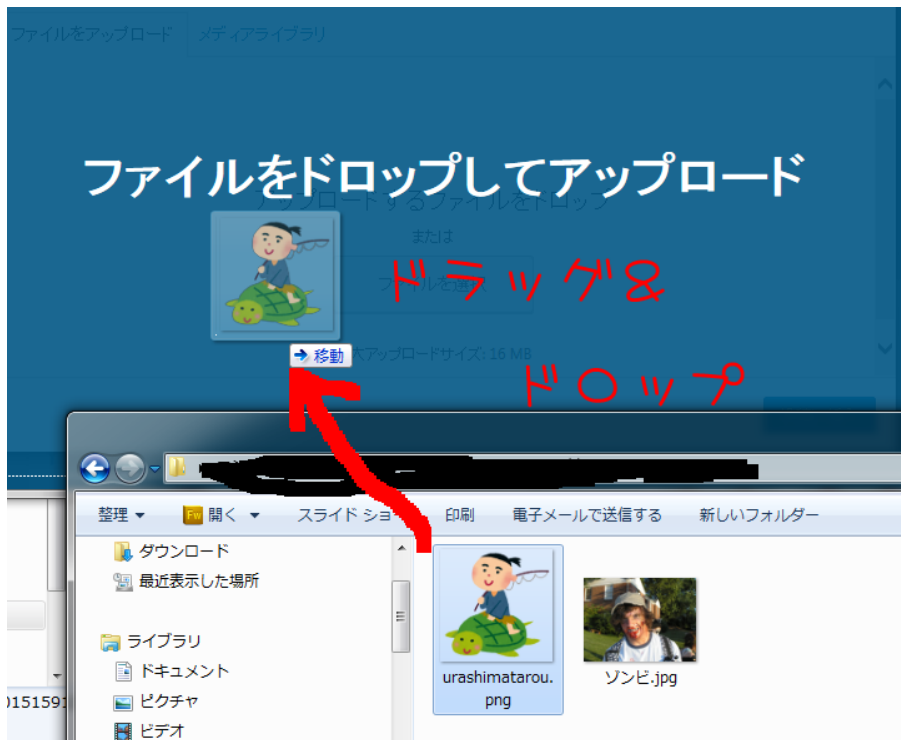 ファイルをアップロード メディアライブラリ
ファイルをドロップしてアップロード
アップロードするファイルをドロップ
または
ファイルを選択
ドラッグ&
移動 大アップロードサイズ: 16 MB
ドロップ
整理 Fw 開く スライド ショー 印刷 電子メールで送信する 新しいフォルダー
ダウンロード
最近表示した場所
ライブラリ
ドキュメント
urashimatarou.
png
ゾンビ.jpg
ピクチャ
0151591
ビデオ